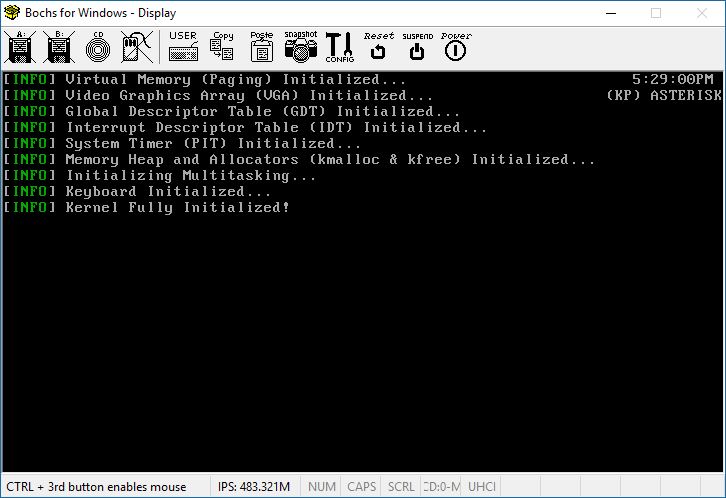 Bochs for Windows - Display
A: B: CD USER Copy Paste snapshot CONFIG Reset SUSPEND Power
[INFO] Virtual Memory (Paging) Initialized... 5:29:00PM
[INFO] Video Graphics Array (VGA) Initialized... (KP) ASTERISK
[INFO] Global Descriptor Table (GDT) Initialized...
[INFO] Interrupt Descriptor Table (IDT) Initialized...
[INFO] System Timer (PIT) Initialized...
[INFO] Memory Heap and Allocators (kmalloc & kfree) Initialized...
[INFO] Initializing Multitasking...
[INFO] Keyboard Initialized...
[INFO] Kernel Fully Initialized!
CTRL + 3rd button enables mouse IPS: 483.321M NUM CAPS SCRL CD:0-M UHCI